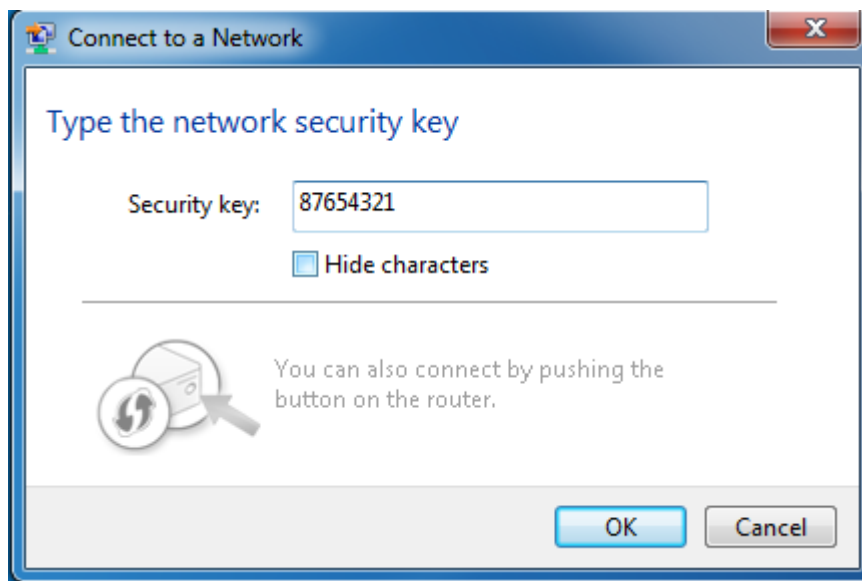 Connect to a Network
Type the network security key
Security key: 87654321
Hide characters
You can also connect by pushing the
button on the router.
OK Cancel